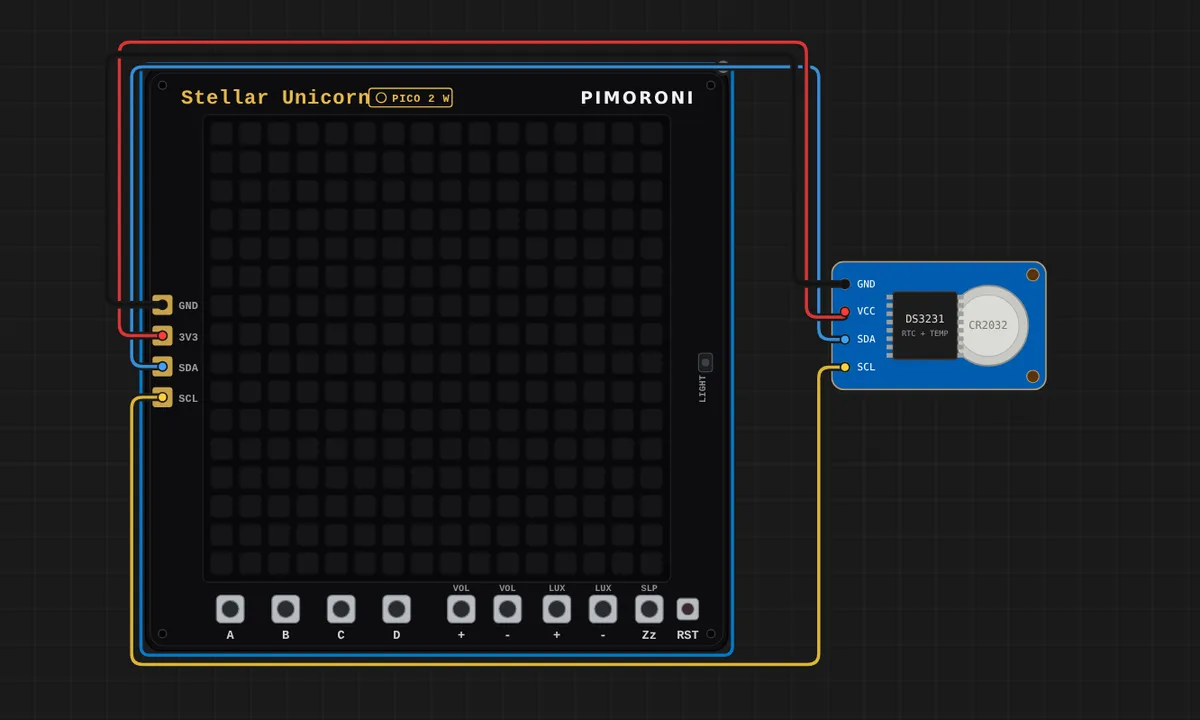 Stellar Unicorn PICO 2 W PIMORONI
GND
3V3
SDA
SCL
LIGHT
VOL VOL LUX LUX SLP
A B C D + - + - Zz RST
GND
VCC
SDA
SCL
DS3231
RTC + TEMP
CR2032